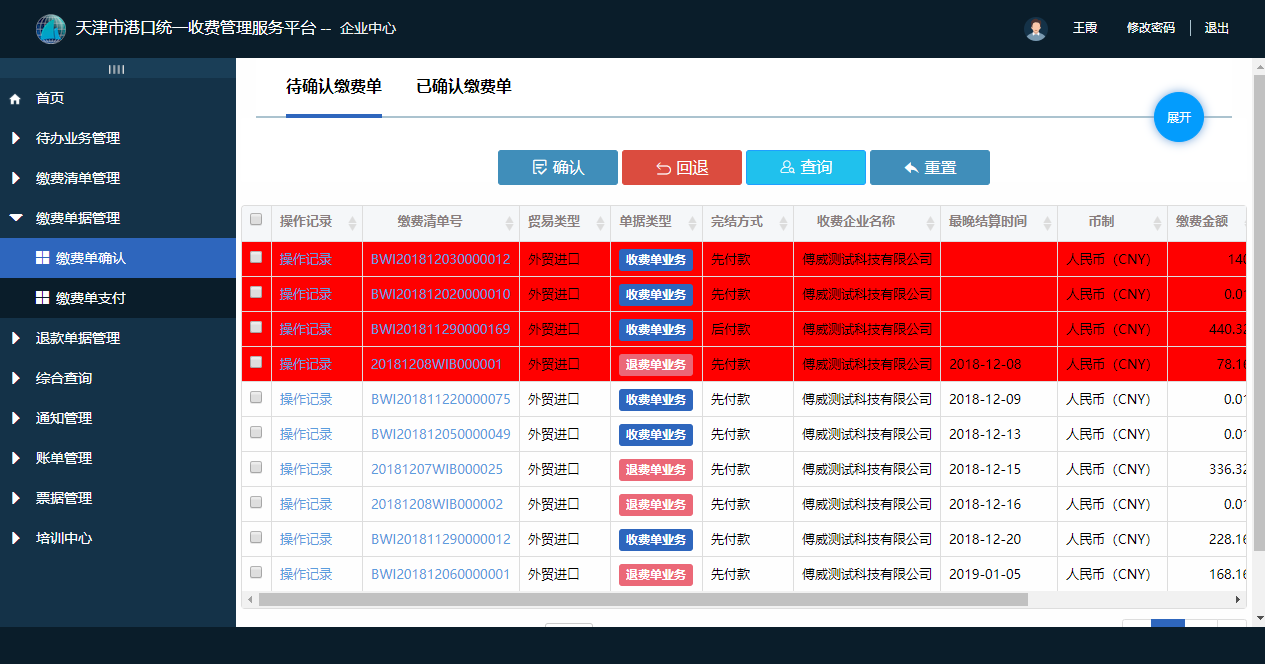 天津市港口统一收费管理服务平台 -- 企业中心 王霞 修改密码 退出
首页
待办业务管理
缴费清单管理
缴费单据管理
缴费单确认
缴费单支付
退款单据管理
综合查询
通知管理
账单管理
票据管理
培训中心
待确认缴费单 已确认缴费单
展开
确认 回退 查询 重置
操作记录 缴费清单号 贸易类型 单据类型 完结方式 收费企业名称 最晚结算时间 币制 缴费金额
操作记录 BWI201812030000012 外贸进口 收费单业务 先付款 傅威测试科技有限公司 人民币（CNY） 140
操作记录 BWI201812020000010 外贸进口 收费单业务 先付款 傅威测试科技有限公司 人民币（CNY） 0.01
操作记录 BWI201811290000169 外贸进口 收费单业务 后付款 傅威测试科技有限公司 人民币（CNY） 440.32
操作记录 20181208WIB000001 外贸进口 退费单业务 先付款 傅威测试科技有限公司 2018-12-08 人民币（CNY） 78.16
操作记录 BWI201811220000075 外贸进口 收费单业务 先付款 傅威测试科技有限公司 2018-12-09 人民币（CNY） 0.01
操作记录 BWI201812050000049 外贸进口 收费单业务 先付款 傅威测试科技有限公司 2018-12-13 人民币（CNY） 0.01
操作记录 20181207WIB000025 外贸进口 退费单业务 先付款 傅威测试科技有限公司 2018-12-15 人民币（CNY） 336.32
操作记录 20181208WIB000002 外贸进口 退费单业务 先付款 傅威测试科技有限公司 2018-12-16 人民币（CNY） 0.01
操作记录 BWI201811290000012 外贸进口 收费单业务 先付款 傅威测试科技有限公司 2018-12-20 人民币（CNY） 228.16
操作记录 BWI201812060000001 外贸进口 退费单业务 先付款 傅威测试科技有限公司 2019-01-05 人民币（CNY） 168.16